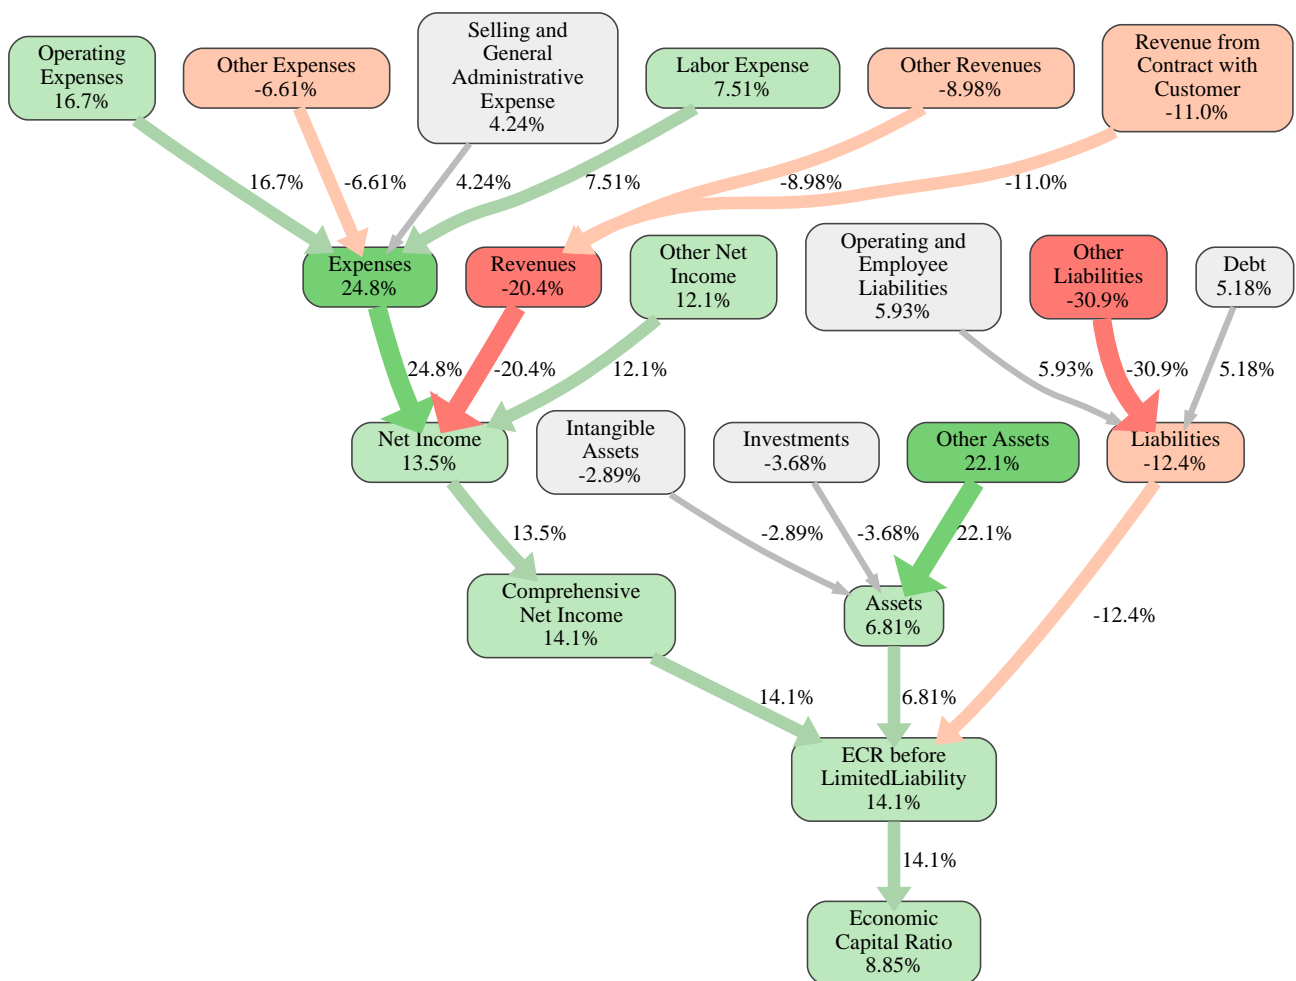 Operating
Expenses
16.7%
Other Expenses
-6.61%
Selling and
General
Administrative
Expense
4.24%
Labor Expense
7.51%
Other Revenues
-8.98%
Revenue from
Contract with
Customer
-11.0%
16.7%
-6.61%
4.24%
7.51%
-8.98%
-11.0%
Expenses
24.8%
Revenues
-20.4%
Other Net
Income
12.1%
Operating and
Employee
Liabilities
5.93%
Other
Liabilities
-30.9%
Debt
5.18%
24.8%
-20.4%
12.1%
5.93%
-30.9%
5.18%
Net Income
13.5%
Intangible
Assets
-2.89%
Investments
-3.68%
Other Assets
22.1%
Liabilities
-12.4%
13.5%
-2.89%
-3.68%
22.1%
Comprehensive
Net Income
14.1%
Assets
6.81%
-12.4%
14.1%
6.81%
ECR before
LimitedLiability
14.1%
14.1%
Economic
Capital Ratio
8.85%